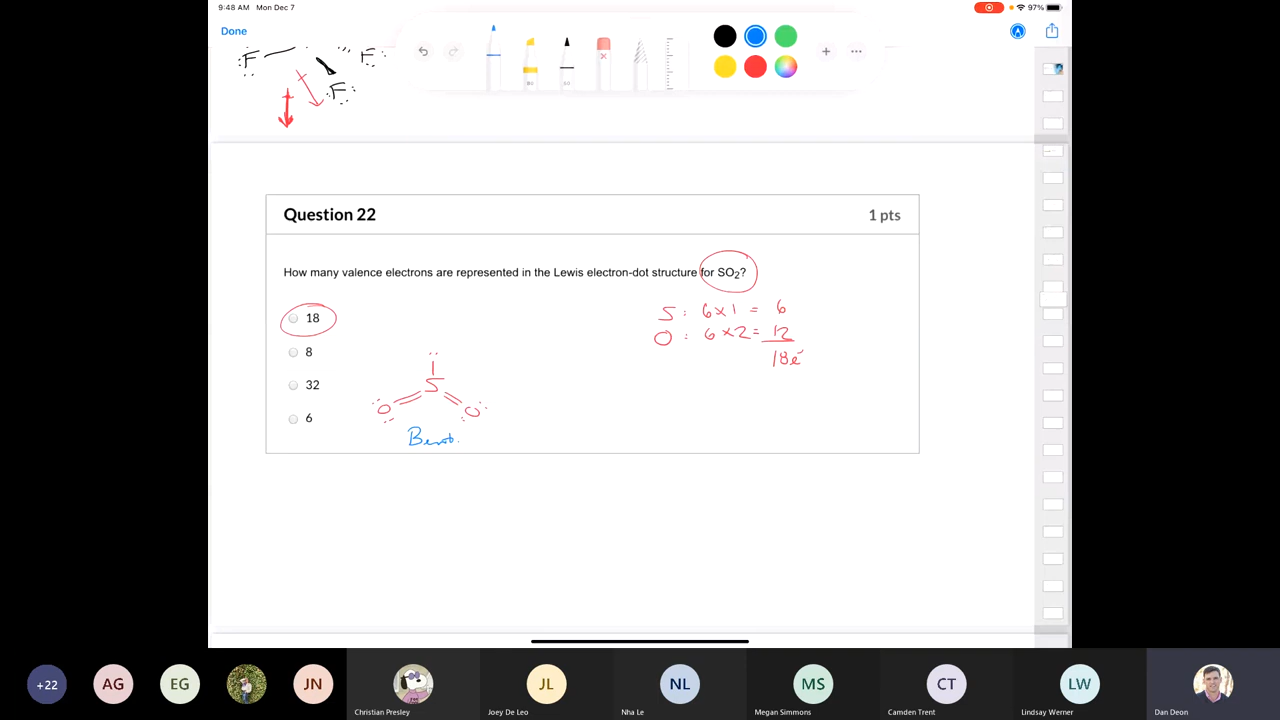 9:48 AM Mon Dec 7
97%
Done
F
F
F
Question 22
1 pts
How many valence electrons are represented in the Lewis electron-dot structure for SO2?
18
8
32
6
S : 6 x 1 = 6
O : 6 x 2 = 12
18e-
S
O O
Bent.
+22
AG
EG
JN
JL
NL
MS
CT
LW
Christian Presley
Joey De Leo
Nha Le
Megan Simmons
Camden Trent
Lindsay Werner
Dan Deon